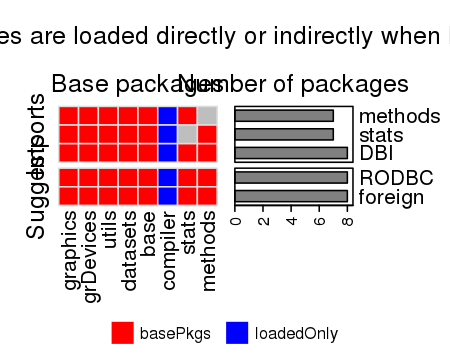 es are loaded directly or indirectly when
Base packages
Number of packages
Imports
Suggests
methods
stats
DBI
RODBC
foreign
graphics
grDevices
utils
datasets
base
compiler
stats
methods
0 2 4 6 8
basePkgs
loadedOnly